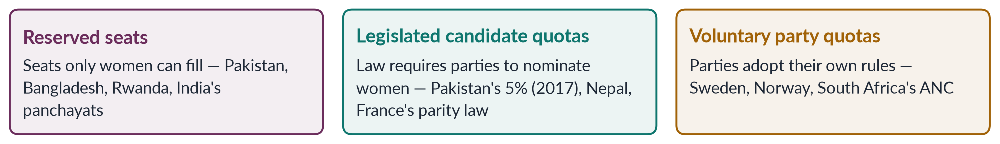 Reserved seats
Seats only women can fill — Pakistan,
Bangladesh, Rwanda, India's
panchayats
Legislated candidate quotas
Law requires parties to nominate
women — Pakistan's 5% (2017), Nepal,
France's parity law
Voluntary party quotas
Parties adopt their own rules —
Sweden, Norway, South Africa's ANC